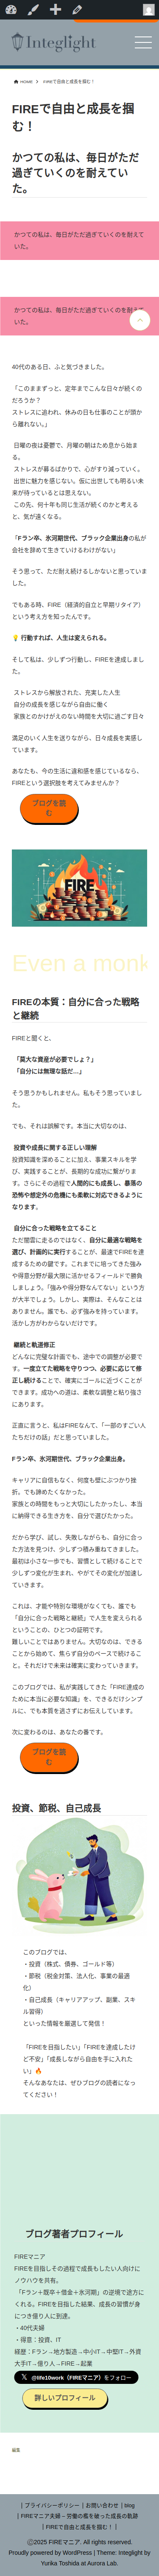 Integlight
HOME
FIREで自由と成長を掴む！
FIREで自由と成長を掴
む！
かつての私は、毎日がただ
過ぎていくのを耐えてい
た。
かつての私は、毎日がただ過ぎていくのを耐えて
いた。
かつての私は、毎日がただ過ぎていくのを耐えて
いた。
40代のある日、ふと気づきました。
「このままずっと、定年までこんな日々が続くの
だろうか？
ストレスに追われ、休みの日も仕事のことが頭か
ら離れない。」
日曜の夜は憂鬱で、月曜の朝はため息から始ま
る。
ストレスが募るばかりで、心がすり減っていく。
出世に魅力を感じない。仮に出世しても明るい未
来が待っているとは思えない。
この先、何十年も同じ生活が続くのかと考える
と、気が遠くなる。
「Fラン卒、氷河期世代、ブラック企業出身の私が
会社を辞めて生きていけるわけがない」
そう思って、ただ耐え続けるしかないと思っていま
した。
でもある時、FIRE（経済的自立と早期リタイア）
という考え方を知ったんです。
💡 行動すれば、人生は変えられる。
そして私は、少しずつ行動し、FIREを達成しまし
た。
ストレスから解放された、充実した人生
自分の成長を感じながら自由に働く
家族とのかけがえのない時間を大切に過ごす日々
満足のいく人生を送りながら、日々成長を実感し
ています。
あなたも、今の生活に違和感を感じているなら、
FIREという選択肢を考えてみませんか？
ブログを読
む
FIRE
Even a monk
FIREの本質：自分に合った戦略
と継続
FIREと聞くと、
「莫大な資産が必要でしょ？」
「自分には無理な話だ…」
そう思うかもしれません。私もそう思っていまし
た。
でも、それは誤解です。本当に大切なのは、
投資や成長に関する正しい理解
投資知識を深めることに加え、事業スキルを学
び、実践することが、長期的な成功に繋がりま
す。さらにその過程で人間的にも成長し、暴落の
恐怖や想定外の危機にも柔軟に対応できるように
なります。
自分に合った戦略を立てること
ただ闇雲に走るのではなく、自分に最適な戦略を
選び、計画的に実行することが、最速でFIREを達
成するための鍵です。これまでに培ってきた強み
や得意分野が最大限に活かせるフィールドで勝負
しましょう。「強みや得意分野なんてない」という方
が大半でしょう。しかし、実際は、そんなことは
ありません。誰でも、必ず強みを持っています。
活かし方がわからないだけです。
継続と軌道修正
どんなに完璧な計画でも、途中での調整が必要で
す。一度立てた戦略を守りつつ、必要に応じて修
正し続けることで、確実にゴールに近づくことがで
きます。成功への道は、柔軟な調整と粘り強さに
あります。
正直に言うと、私はFIREなんて、「一部のすごい人
たちだけの話」だと思っていました。
Fラン卒、氷河期世代、ブラック企業出身。
キャリアに自信もなく、何度も壁にぶつかり挫
折。でも諦めたくなかった。
家族との時間をもっと大切にしたかったし、本当
に納得できる生き方を、自分で選びたかった。
だから学び、試し、失敗しながらも、自分に合っ
た方法を見つけ、少しずつ積み重ねてきました。
最初は小さな一歩でも、習慣として続けることで
少しずつ変化が生まれ、やがてその変化が加速し
ていきます。
これは、才能や特別な環境がなくても、誰でも
「自分に合った戦略と継続」で人生を変えられる
ということの、ひとつの証明です。
難しいことではありません。大切なのは、できる
ことから始めて、焦らず自分のペースで続けるこ
と。それだけで未来は確実に変わっていきます。
このブログでは、私が実践してきた「FIRE達成の
ために本当に必要な知識」を、できるだけシンプ
ルに、でも本質を逃さずにお伝えしています。
次に変わるのは、あなたの番です。
ブログを読
む
投資、節税、自己成長
このブログでは、
・投資（株式、債券、ゴールド等）
・節税（税金対策、法人化、事業の最適
化）
・自己成長（キャリアアップ、副業、スキ
ル習得）
といった情報を厳選して発信！
「FIREを目指したい」「FIREを達成したけ
ど不安」「成長しながら自由を手に入れた
い」🔥
そんなあなたは、ぜひブログの読者になっ
てください！
ブログ著者プロフィール
FIREマニア
FIREを目指しその過程で成長もしたい人向けに
ノウハウを共有。
「Fラン＋既卒＋借金＋氷河期」の逆境で途方に
くれる。FIREを目指した結果、成長の習慣が身
につき億り人に到達。
・40代夫婦
・得意：投資、IT
経歴：Fラン→地方製造→中小IT→中堅IT→外資
大手IT→億り人→FIRE→起業
𝕏 @life10work（FIREマニア）をフォロー
詳しいプロフィール
編集
| プライバシーポリシー | お問い合わせ | blog
| FIREマニア夫婦 – 労働の檻を破った成長の軌跡
| FIREで自由と成長を掴む！ |
Ⓒ2025 FIREマニア. All rights reserved.
Proudly powered by WordPress | Theme: Integlight by
Yurika Toshida at Aurora Lab.